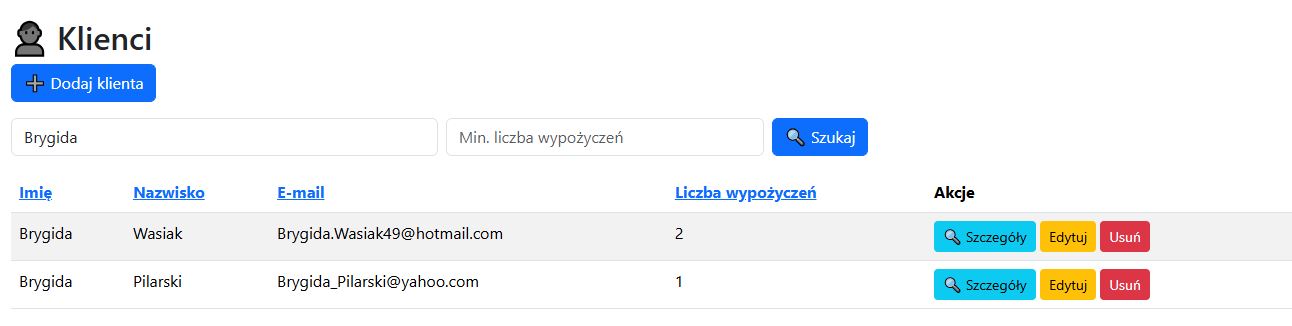 Klienci
Dodaj klienta
Brygida Min. liczba wypożyczeń Szukaj
Imię Nazwisko E-mail Liczba wypożyczeń Akcje
Brygida Wasiak Brygida.Wasiak49@hotmail.com 2 Szczegóły Edytuj Usuń
Brygida Pilarski Brygida_Pilarski@yahoo.com 1 Szczegóły Edytuj Usuń